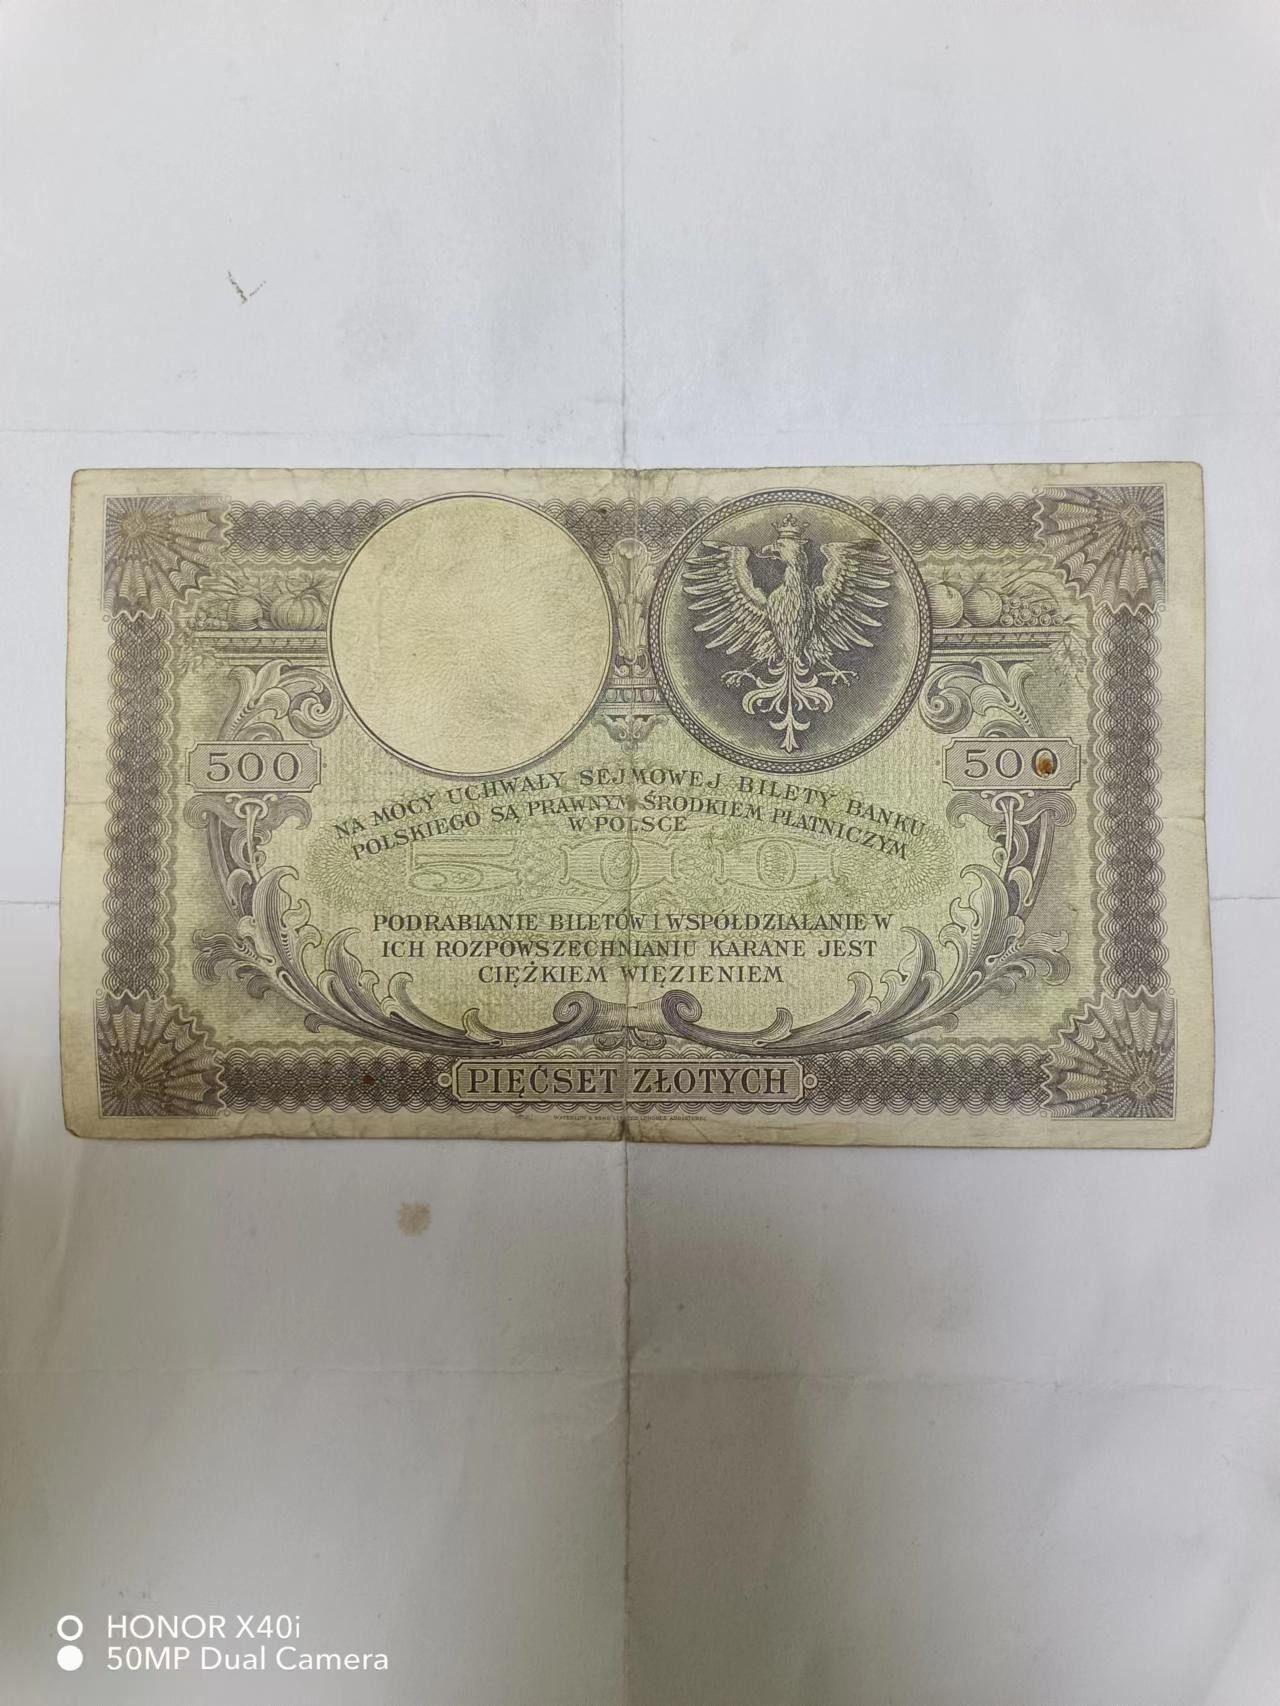 500
500
NA MOCY UCHWAŁY SEJMOWEJ BILETY BANKU
POLSKIEGO SĄ PRAWNYM ŚRODKIEM PŁATNICZYM
W POLSCE
500
PODRABIANIE BILETÓW I WSPÓŁDZIAŁANIE W
ICH ROZPOWSZECHNIANIU KARANE JEST
CIĘŻKIEM WIĘZIENIEM
PIĘĆSET ZŁOTYCH
HONOR X40i
50MP Dual Camera